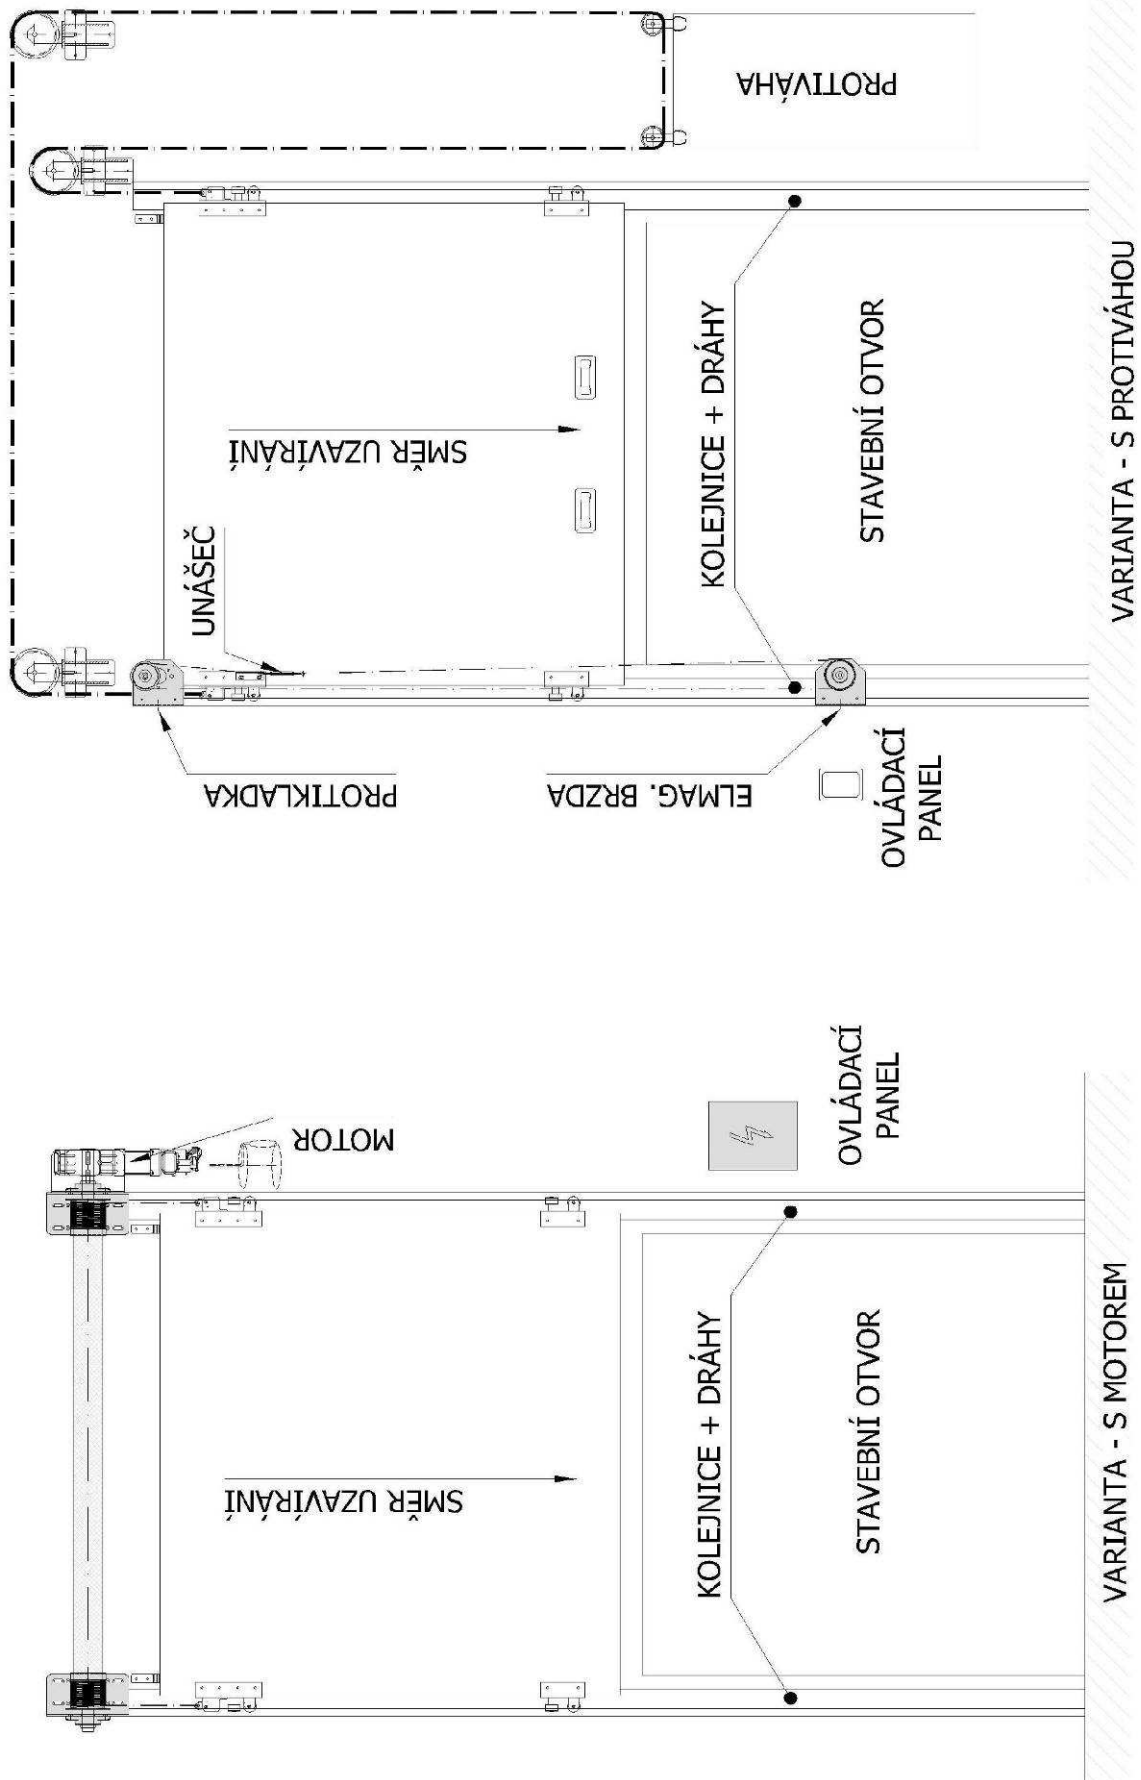 PROTIVÁHA
SMĚR UZAVÍRÁNÍ
UNÁŠEČ
KOLEJNICE + DRÁHY
STAVEBNÍ OTVOR
PROTIKLADKA
ELMAG. BRZDA
OVLÁDACÍ
PANEL
VARIANTA - S PROTIVÁHOU
MOTOR
OVLÁDACÍ
PANEL
SMĚR UZAVÍRÁNÍ
KOLEJNICE + DRÁHY
STAVEBNÍ OTVOR
VARIANTA - S MOTOREM